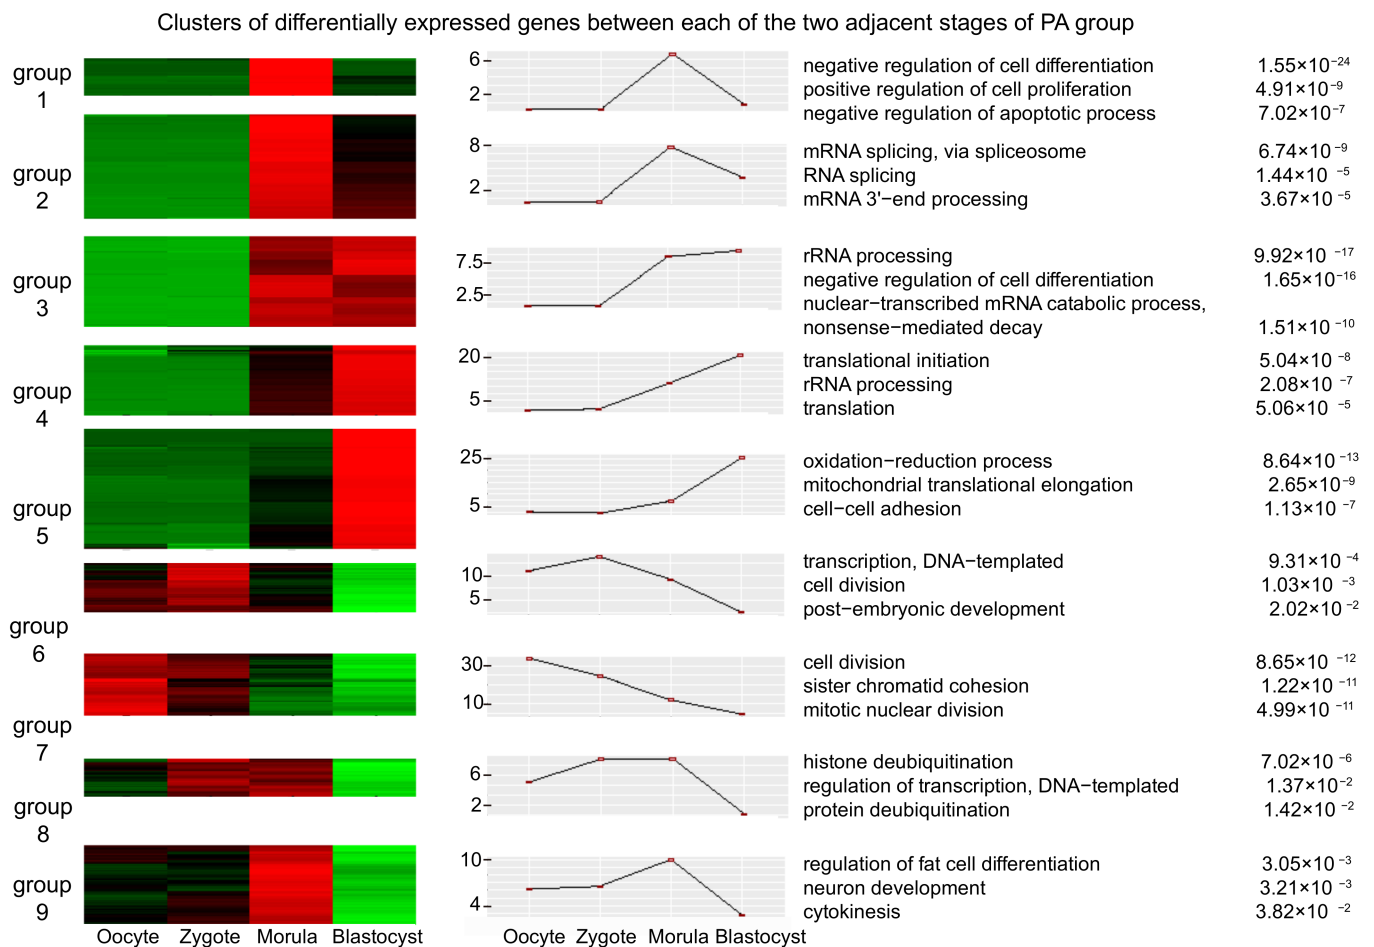 Clusters of differentially expressed genes between each of the two adjacent stages of PA group
group
1
6
2
negative regulation of cell differentiation 1.55×10⁻²⁴
positive regulation of cell proliferation 4.91×10⁻⁹
negative regulation of apoptotic process 7.02×10⁻⁷
group
2
8
2
mRNA splicing, via spliceosome 6.74×10⁻⁹
RNA splicing 1.44×10⁻⁵
mRNA 3'−end processing 3.67×10⁻⁵
group
3
7.5
2.5
rRNA processing 9.92×10⁻¹⁷
negative regulation of cell differentiation 1.65×10⁻¹⁶
nuclear−transcribed mRNA catabolic process,
nonsense−mediated decay 1.51×10⁻¹⁰
group
4
20
5
translational initiation 5.04×10⁻⁸
rRNA processing 2.08×10⁻⁷
translation 5.06×10⁻⁵
group
5
25
5
oxidation−reduction process 8.64×10⁻¹³
mitochondrial translational elongation 2.65×10⁻⁹
cell−cell adhesion 1.13×10⁻⁷
group
6
10
5
transcription, DNA−templated 9.31×10⁻⁴
cell division 1.03×10⁻³
post−embryonic development 2.02×10⁻²
group
7
30
10
cell division 8.65×10⁻¹²
sister chromatid cohesion 1.22×10⁻¹¹
mitotic nuclear division 4.99×10⁻¹¹
group
8
6
2
histone deubiquitination 7.02×10⁻⁶
regulation of transcription, DNA−templated 1.37×10⁻²
protein deubiquitination 1.42×10⁻²
group
9
10
4
regulation of fat cell differentiation 3.05×10⁻³
neuron development 3.21×10⁻³
cytokinesis 3.82×10⁻²
Oocyte Zygote Morula Blastocyst
Oocyte Zygote Morula Blastocyst